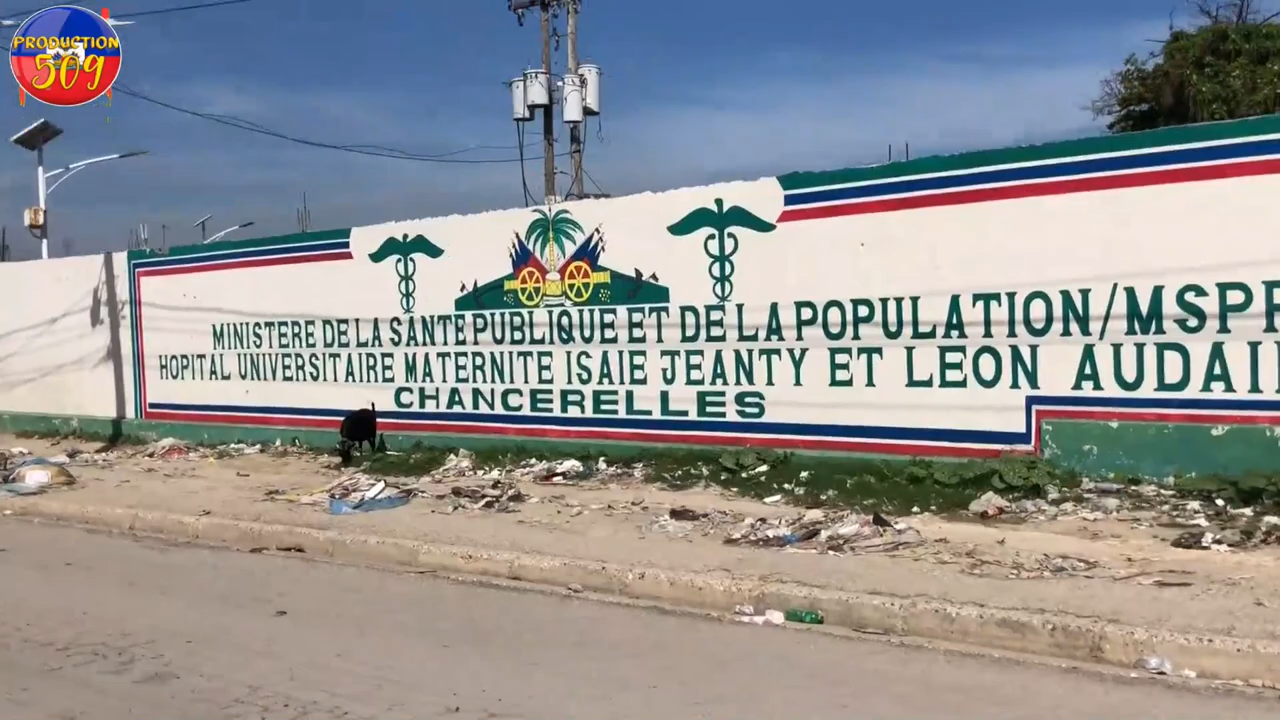 PRODUCTION
509
MINISTERE DE LA SANTE PUBLIQUE ET DE LA POPULATION/MSPP
HOPITAL UNIVERSITAIRE MATERNITE ISAIE JEANTY ET LEON
CHANCERELLES